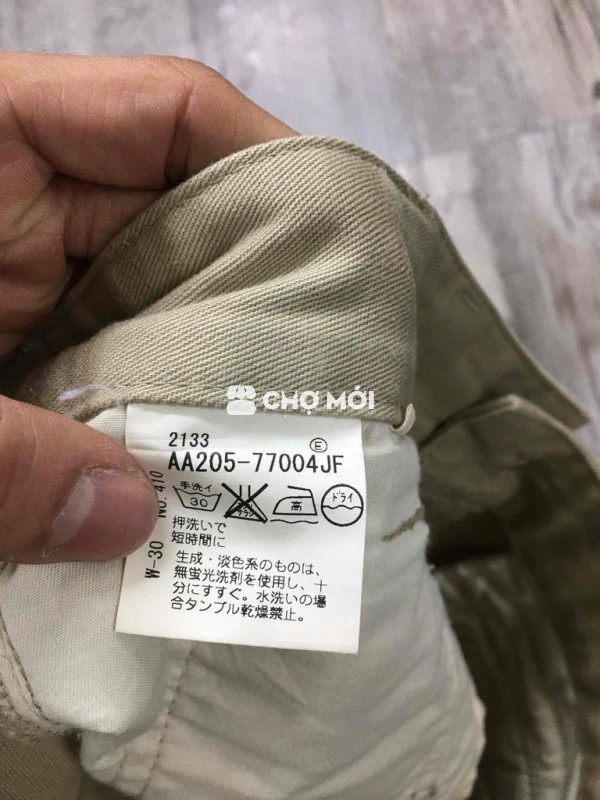 CHỢ MỚI
2133
E
AA205-77004JF
手洗イ
30
高
ドライ
押洗いで
短時間に
生成・淡色系のものは、
無蛍光洗剤を使用し、十
分にすすぐ。水洗いの場
合タンブル乾燥禁止。
W-30 NO. 410